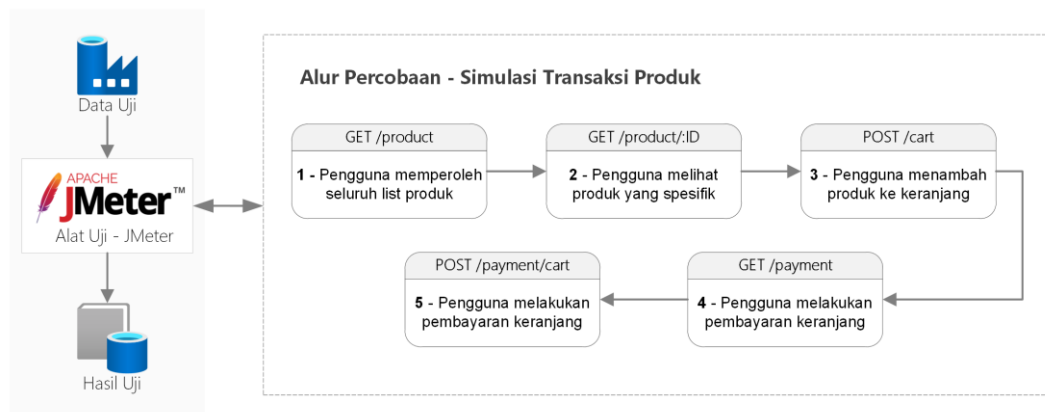 Data Uji
APACHE
JMeter™
Alat Uji - JMeter
Hasil Uji
Alur Percobaan - Simulasi Transaksi Produk
GET /product
1 - Pengguna memperoleh
seluruh list produk
GET /product/:ID
2 - Pengguna melihat
produk yang spesifik
POST /cart
3 - Pengguna menambah
produk ke keranjang
GET /payment
4 - Pengguna melakukan
pembayaran keranjang
POST /payment/cart
5 - Pengguna melakukan
pembayaran keranjang